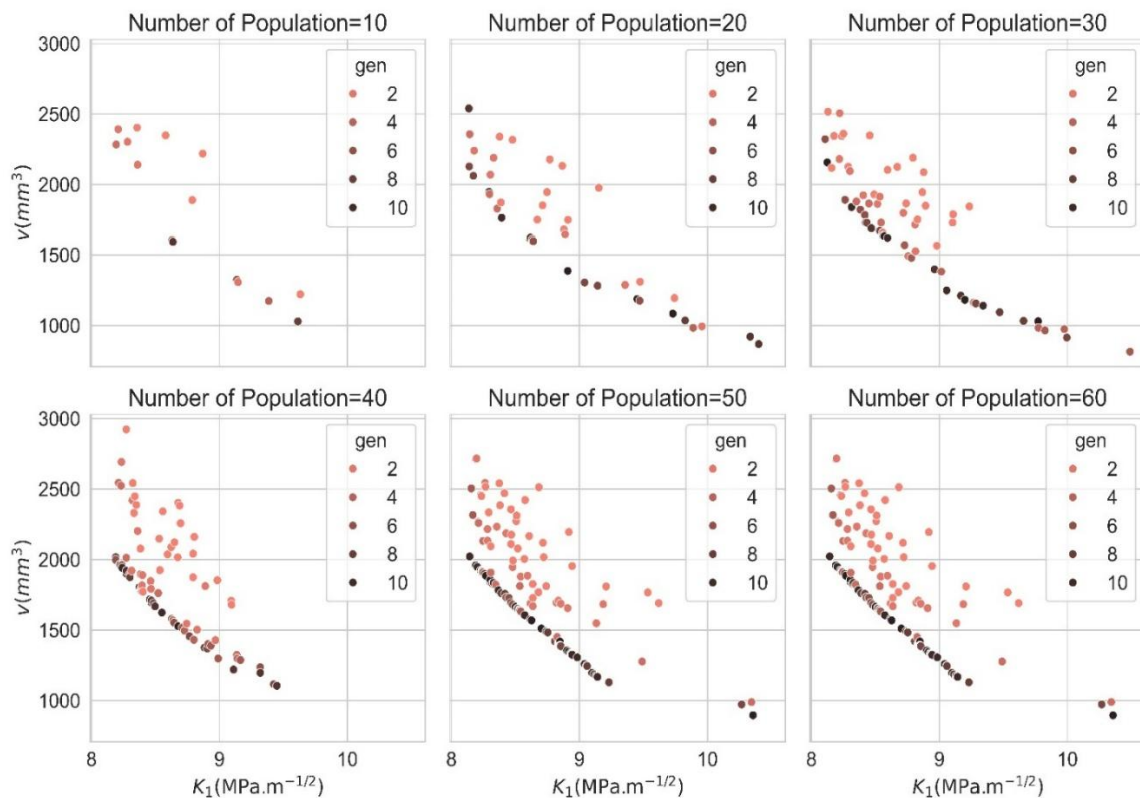 Number of Population=10
Number of Population=20
Number of Population=30
3000
2500
2000
1500
1000
v(mm³)
gen
2
4
6
8
10
gen
2
4
6
8
10
gen
2
4
6
8
10
Number of Population=40
Number of Population=50
Number of Population=60
3000
2500
2000
1500
1000
v(mm³)
gen
2
4
6
8
10
gen
2
4
6
8
10
gen
2
4
6
8
10
8 9 10
8 9 10
8 9 10
K₁(MPa.m⁻¹/²)
K₁(MPa.m⁻¹/²)
K₁(MPa.m⁻¹/²)